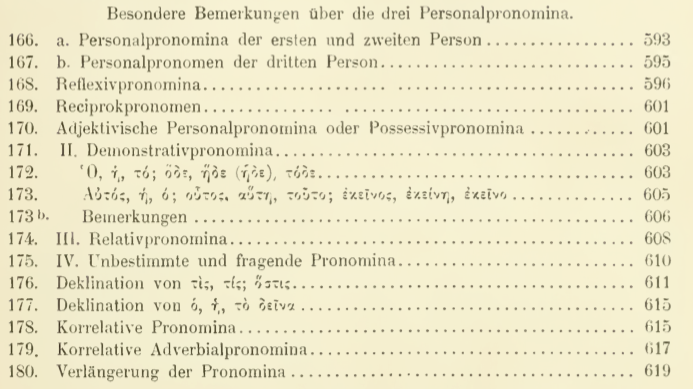 Besondere Bemerkungen über die drei Personalpronomina.
166. a. Personalpronomina der ersten und zweiten Person ................ 593
167. b. Personalpronomen der dritten Person........................... 595
168. Reflexivpronomina............................................... 596
169. Reciprokpronomen................................................ 601
170. Adjektivische Personalpronomina oder Possessivpronomina ............ 601
171. II. Demonstrativpronomina....................................... 603
172. Ὁ, ἡ, τό; ὅδε, ἥδε (ἡδε), τόδε................................. 603
173. Αὐτός, ή, ό; οὗτος, αὕτη, τοῦτο; ἐκεῖνος, ἐκείνη, ἐκεῖνο ............. 605
173 b. Bemerkungen ................................................. 606
174. III. Relativpronomina........................................... 608
175. IV. Unbestimmte und fragende Pronomina......................... 610
176. Deklination von τὶς, τίς; ὅστις................................... 611
177. Deklination von ὁ, ἡ, τὸ δεῖνα .................................. 615
178. Korrelative Pronomina........................................... 615
179. Korrelative Adverbialpronomina.................................. 617
180. Verlängerung der Pronomina ..................................... 619